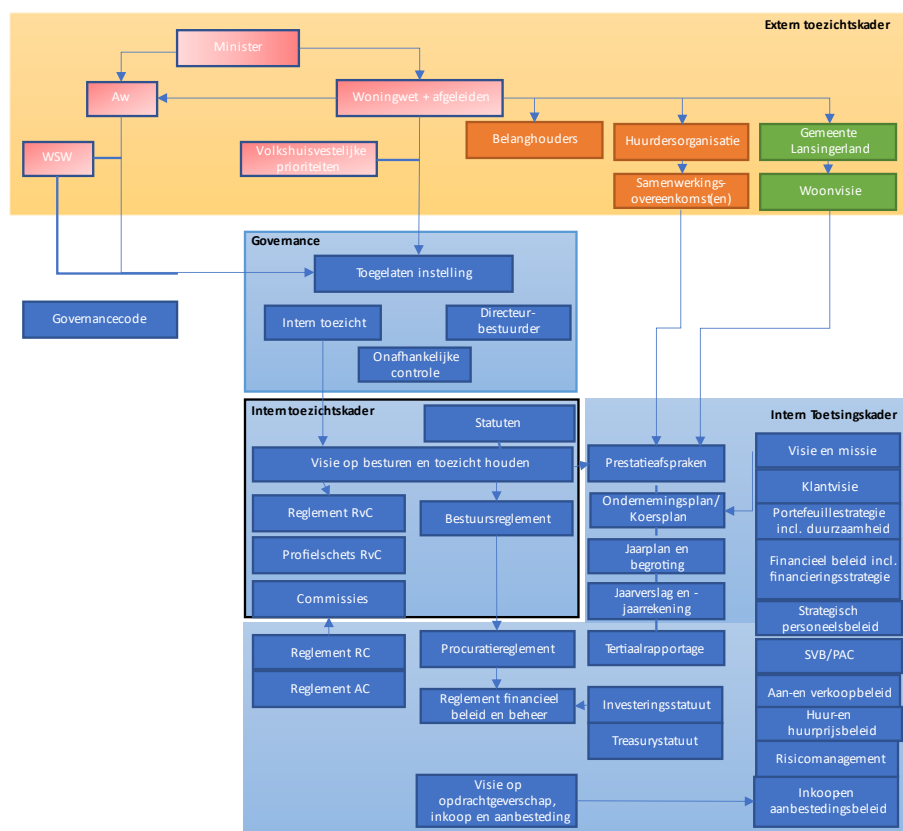 Extern toezichtskader
Minister
Aw
Woningwet + afgeleiden
WSW
Volkshuisvestelijke
prioriteiten
Belanghouders
Huurdersorganisatie
Gemeente
Lansingerland
Samenwerkings-
overeenkomst(en)
Woonvisie
Governance
Toegelaten instelling
Governancecode
Intern toezicht
Directeur-
bestuurder
Onafhankelijke
controle
Intern toezichtskader
Statuten
Visie op besturen en toezicht houden
Reglement RvC
Bestuursreglement
Profielschets RvC
Commissies
Reglement RC
Reglement AC
Procuratiereglement
Reglement financieel
beleid en beheer
Visie op
opdrachtgeverschap,
inkoop en aanbesteding
Intern Toetsingskader
Prestatieafspraken
Ondernemingsplan/
Koersplan
Jaarplan en
begroting
Jaarverslag en -
jaarrekening
Tertiaalrapportage
Investeringsstatuut
Treasurystatuut
Visie en missie
Klantvisie
Portefeuillestrategie
incl. duurzaamheid
Financieel beleid incl.
financieringsstrategie
Strategisch
personeelsbeleid
SVB/PAC
Aan-en verkoopbeleid
Huur-en
huurprijsbeleid
Risicomanagement
Inkoop-en
aanbestedingsbeleid